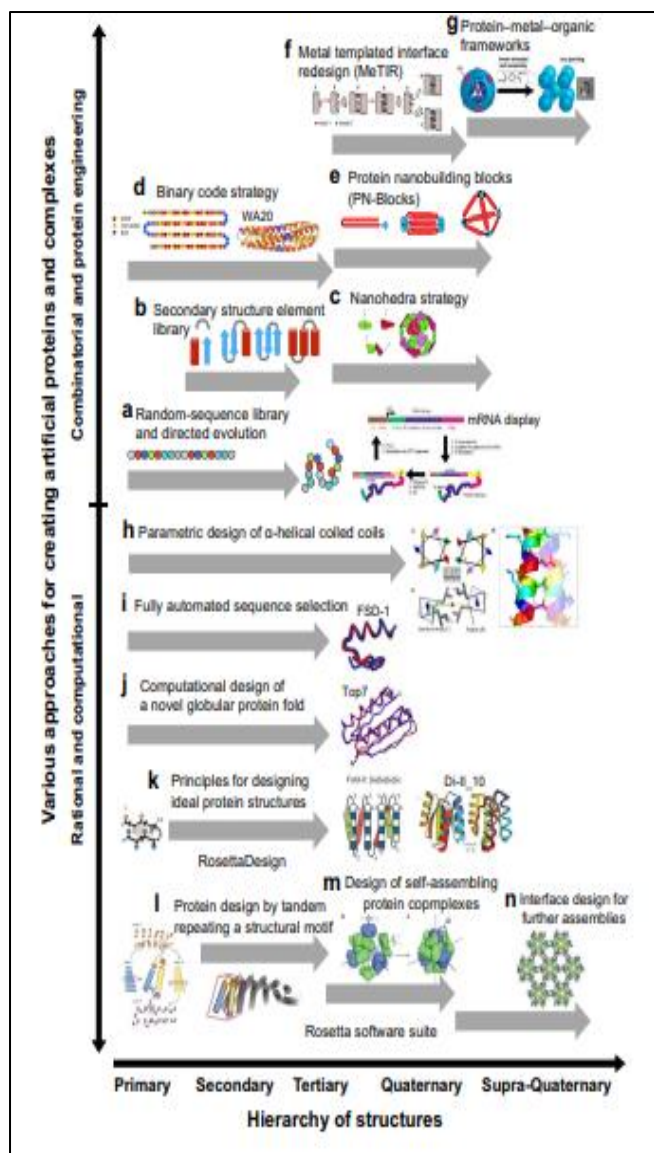 g Protein–metal–organic
frameworks
f Metal templated interface
redesign (MeTIR)
d Binary code strategy
WA20
e Protein nanobuilding blocks
(PN-Blocks)
b Secondary structure element
library
c Nanohedra strategy
a Random-sequence library
and directed evolution
mRNA display
h Parametric design of α-helical coiled coils
i Fully automated sequence selection
FSD-1
j Computational design of
a novel globular protein fold
Top7
k Principles for designing
ideal protein structures
Di-II_10
RosettaDesign
l Protein design by tandem
repeating a structural motif
m Design of self-assembling
protein copmplexes
n Interface design for
further assemblies
Rosetta software suite
Various approaches for creating artificial proteins and complexes
Combinatorial and protein engineering
Rational and computational
Primary Secondary Tertiary Quaternary Supra-Quaternary
Hierarchy of structures